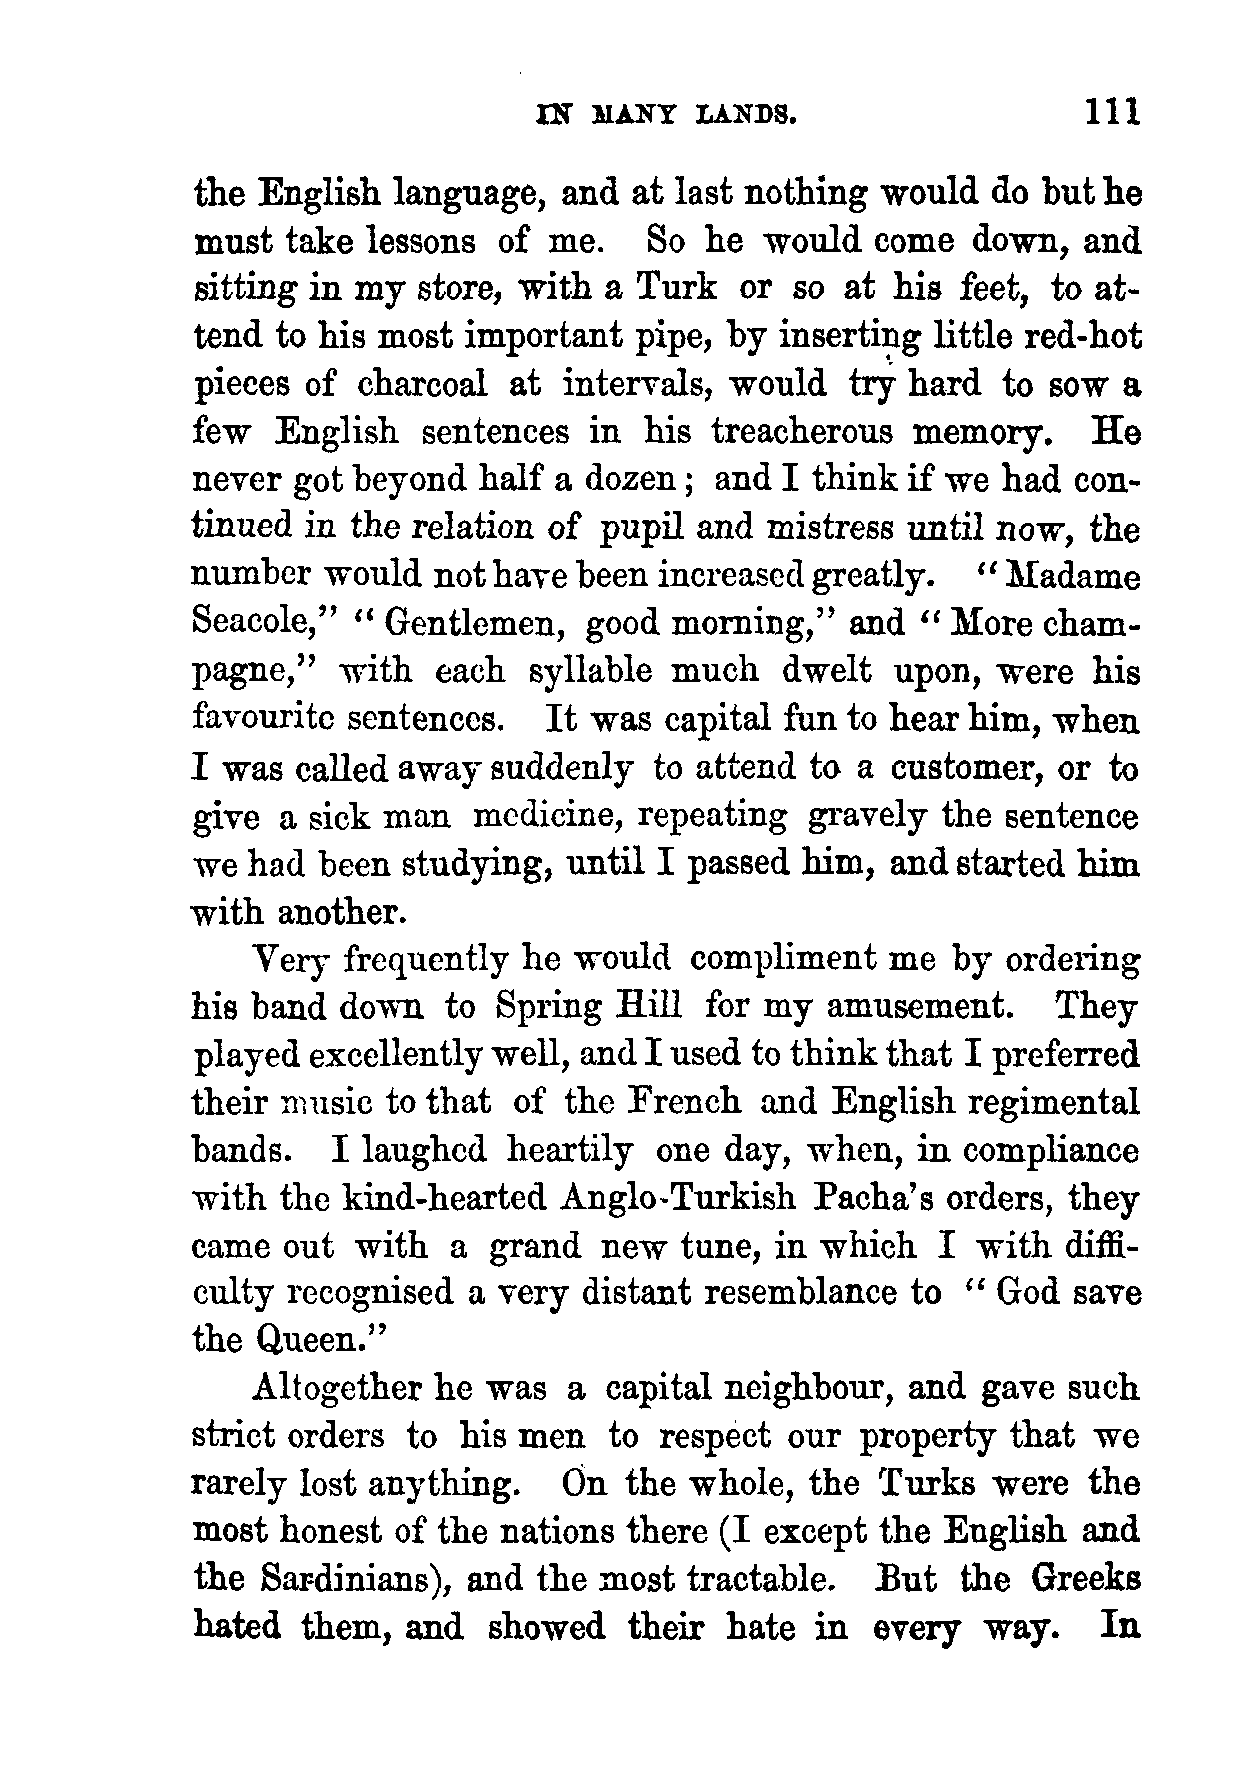 IN MANY LANDS. 111
the English language, and at last nothing would do but he
must take lessons of me. So he would come down, and
sitting in my store, with a Turk or so at his feet, to at-
tend to his most important pipe, by inserting little red-hot
pieces of charcoal at intervals, would try hard to sow a
few English sentences in his treacherous memory. He
never got beyond half a dozen; and I think if we had con-
tinued in the relation of pupil and mistress until now, the
number would not have been increased greatly. "Madame
Seacole," "Gentlemen, good morning," and "More cham-
pagne," with each syllable much dwelt upon, were his
favourite sentences. It was capital fun to hear him, when
I was called away suddenly to attend to a customer, or to
give a sick man medicine, repeating gravely the sentence
we had been studying, until I passed him, and started him
with another.
Very frequently he would compliment me by ordering
his band down to Spring Hill for my amusement. They
played excellently well, and I used to think that I preferred
their music to that of the French and English regimental
bands. I laughed heartily one day, when, in compliance
with the kind-hearted Anglo-Turkish Pacha's orders, they
came out with a grand new tune, in which I with diffi-
culty recognised a very distant resemblance to "God save
the Queen."
Altogether he was a capital neighbour, and gave such
strict orders to his men to respect our property that we
rarely lost anything. On the whole, the Turks were the
most honest of the nations there (I except the English and
the Sardinians), and the most tractable. But the Greeks
hated them, and showed their hate in every way. In